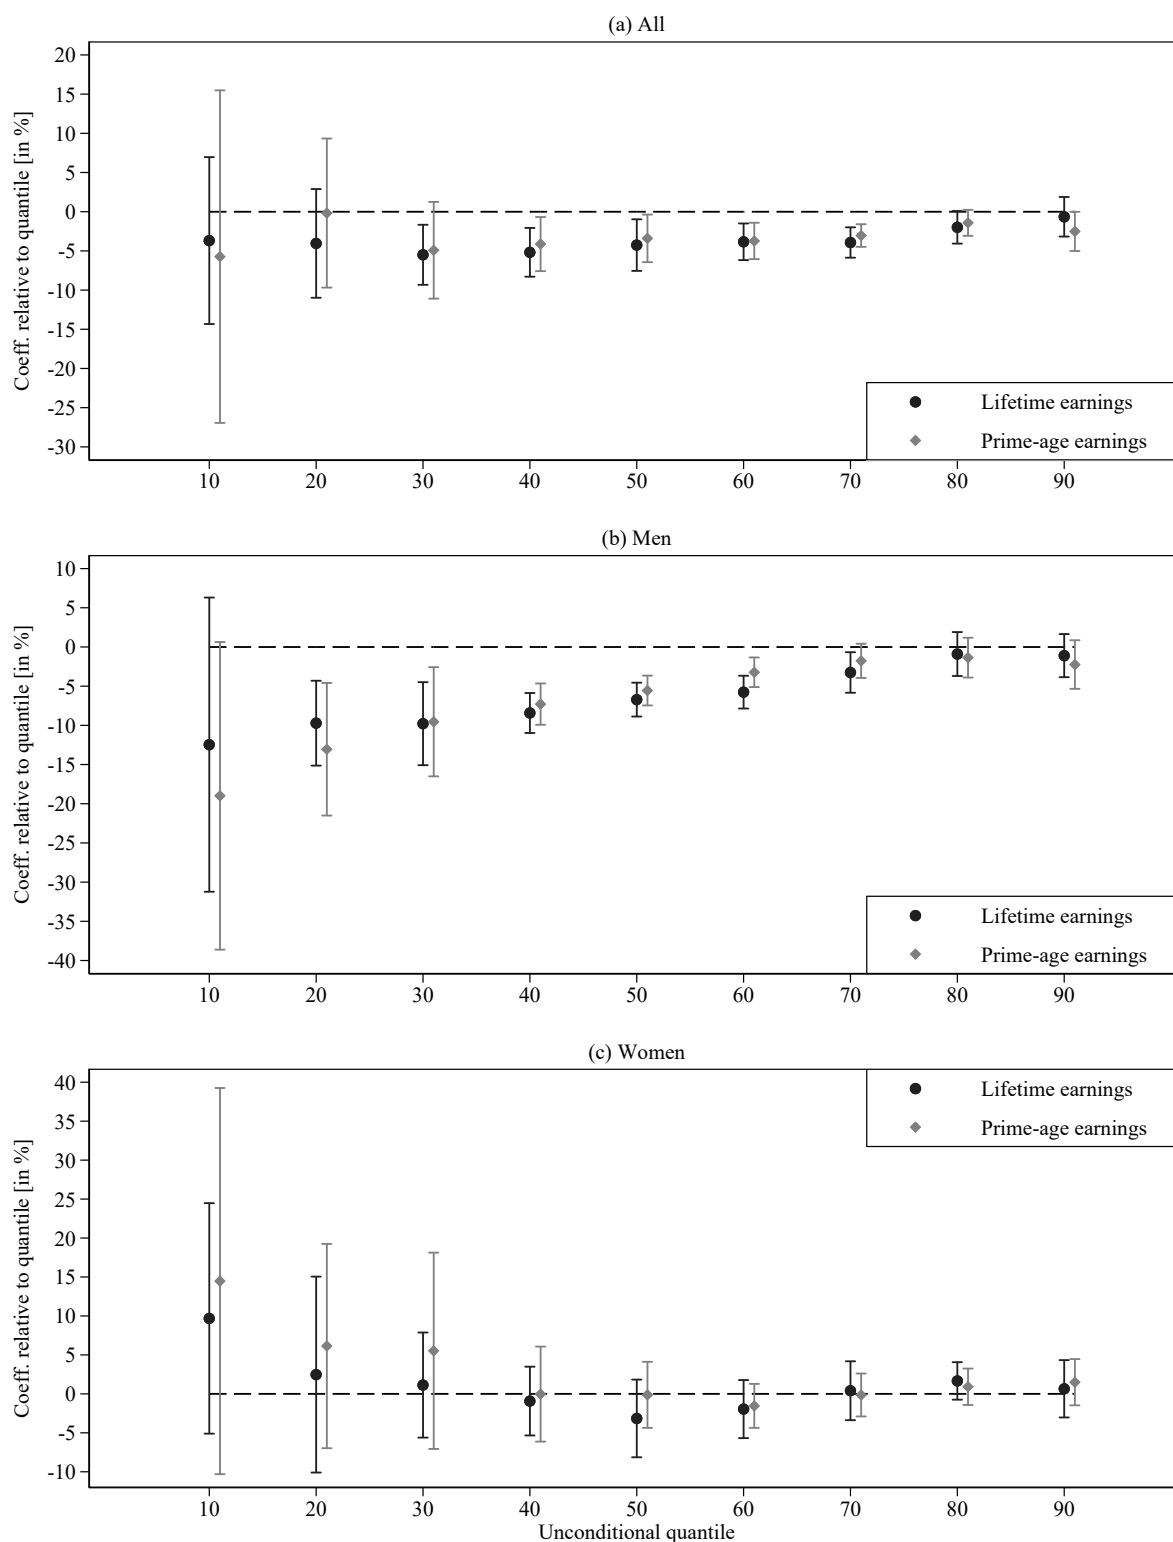 (a) All
Coeff. relative to quantile [in %]
20
15
10
5
0
-5
-10
-15
-20
-25
-30
Lifetime earnings
Prime-age earnings
10 20 30 40 50 60 70 80 90
(b) Men
Coeff. relative to quantile [in %]
10
5
0
-5
-10
-15
-20
-25
-30
-35
-40
Lifetime earnings
Prime-age earnings
10 20 30 40 50 60 70 80 90
(c) Women
Coeff. relative to quantile [in %]
40
35
30
25
20
15
10
5
0
-5
-10
Lifetime earnings
Prime-age earnings
10 20 30 40 50 60 70 80 90
Unconditional quantile